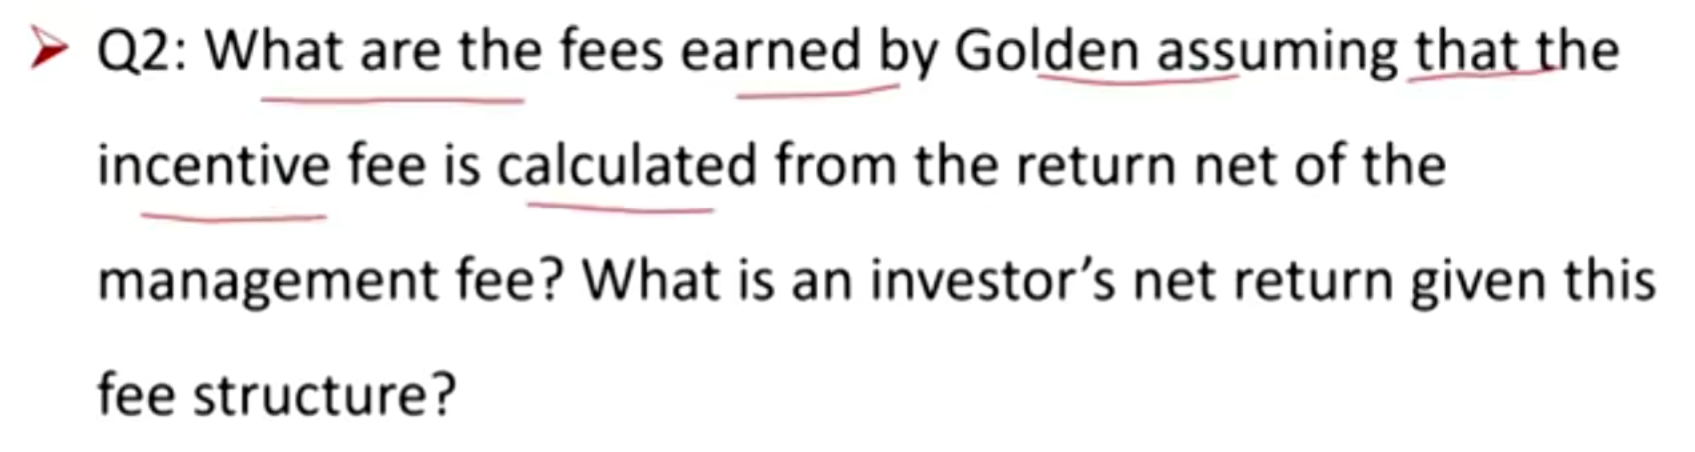 Q2: What are the fees earned by Golden assuming that the
incentive fee is calculated from the return net of the
management fee? What is an investor’s net return given this
fee structure?